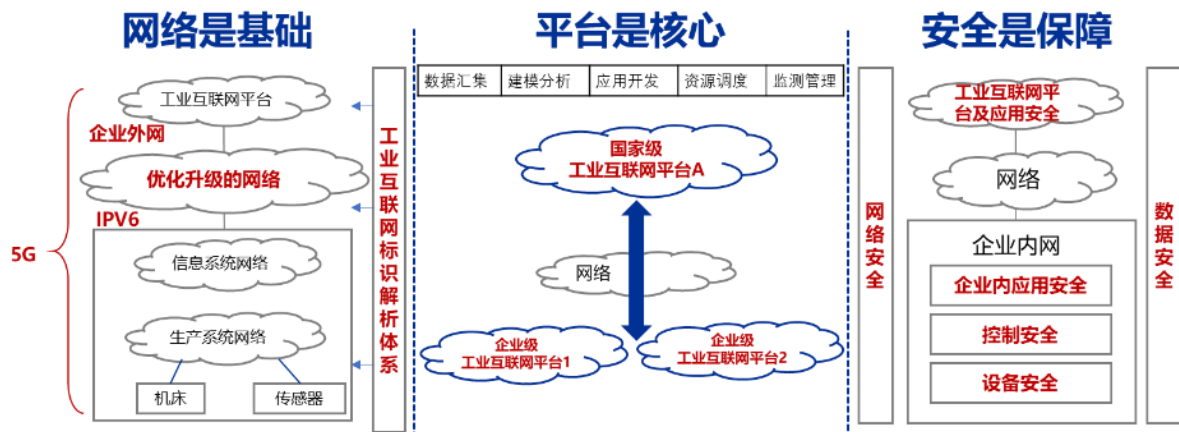 网络是基础
工业互联网平台
企业外网
优化升级的网络
IPV6
5G
信息系统网络
生产系统网络
机床
传感器
工业互联网标识解析体系
平台是核心
数据汇集
建模分析
应用开发
资源调度
监测管理
国家级
工业互联网平台A
网络
企业级
工业互联网平台1
企业级
工业互联网平台2
安全是保障
网络安全
工业互联网平
台及应用安全
网络
企业内网
企业内应用安全
控制安全
设备安全
数据安全